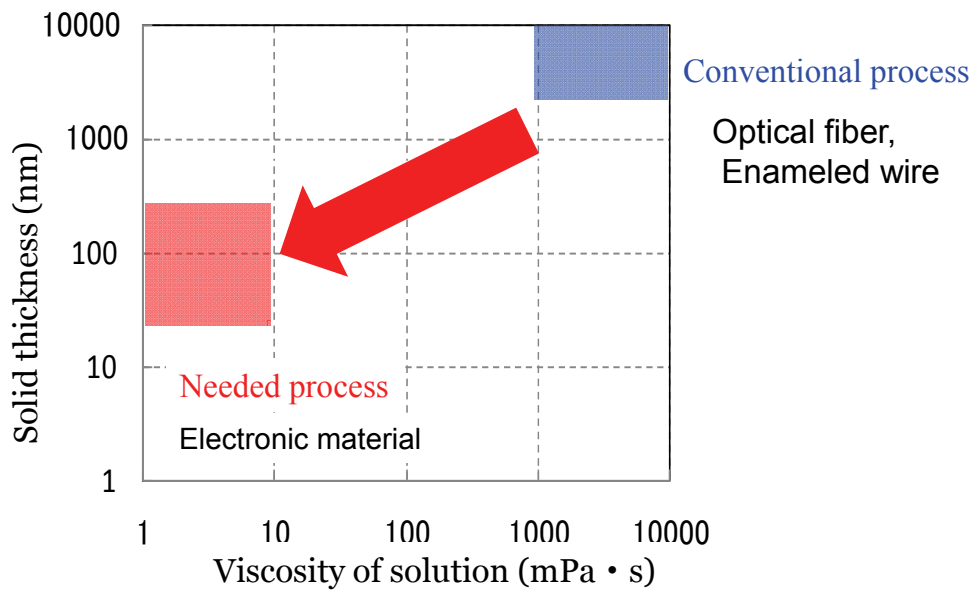 10000
1000
100
10
1
Solid thickness (nm)
Conventional process
Optical fiber,
Enameled wire
Needed process
Electronic material
1 10 100 1000 10000
Viscosity of solution (mPa・s)